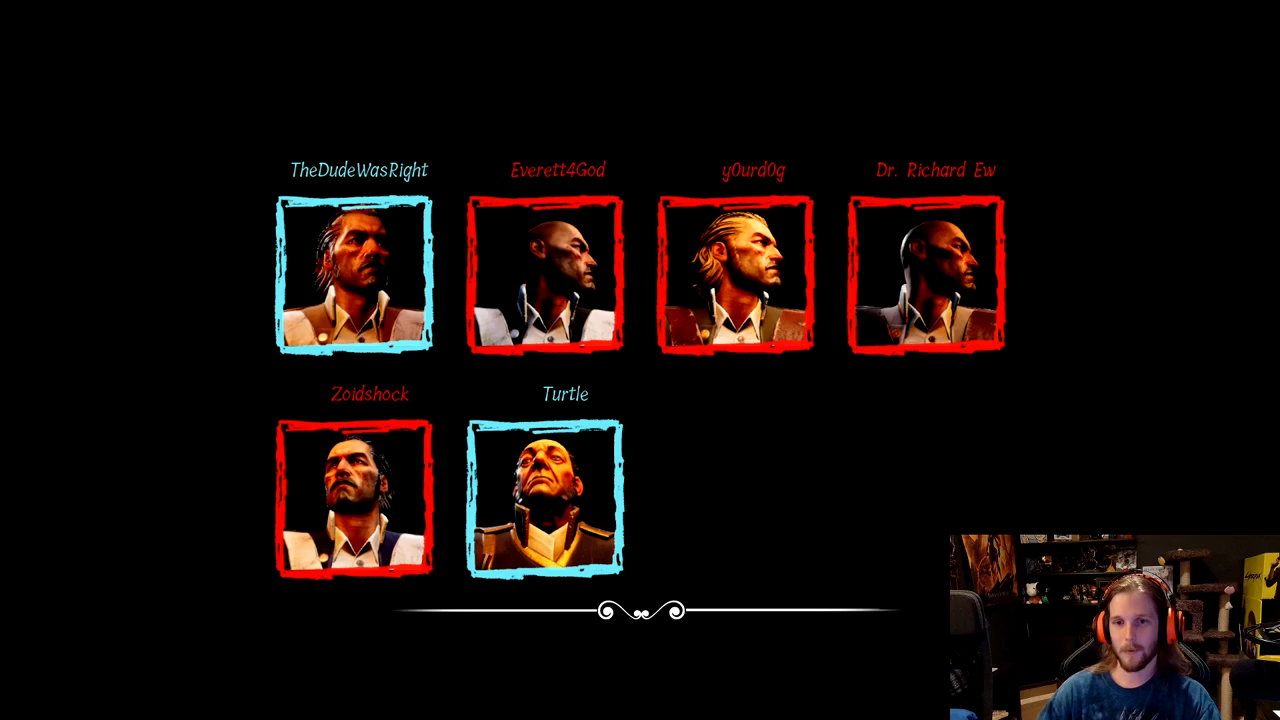 TheDudeWasRight
Everett4God
y0urd0g
Dr. Richard Ew
Zoidshock
Turtle